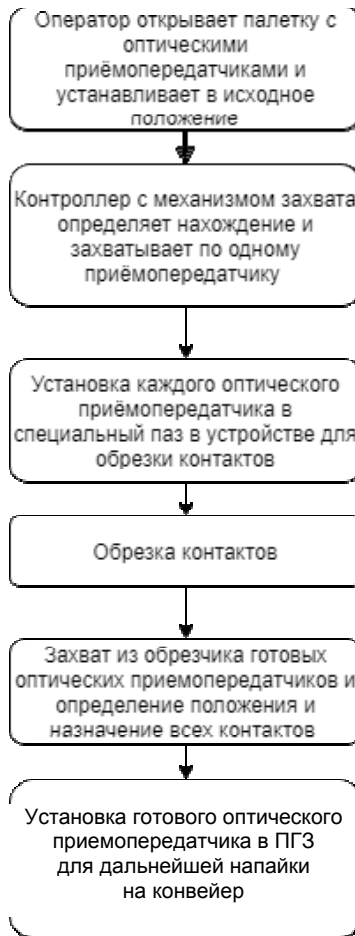 Оператор открывает палетку с
оптическими
приёмопередатчиками и
устанавливает в исходное
положение
Контроллер с механизмом захвата
определяет нахождение и
захватывает по одному
приёмопередатчику
Установка каждого оптического
приёмопередатчика в
специальный паз в устройстве для
обрезки контактов
Обрезка контактов
Захват из обрезчика готовых
оптических приемопередатчиков и
определение положения и
назначение всех контактов
Установка готового оптического
приемопередатчика в ПГЗ
для дальнейшей напайки
на конвейер